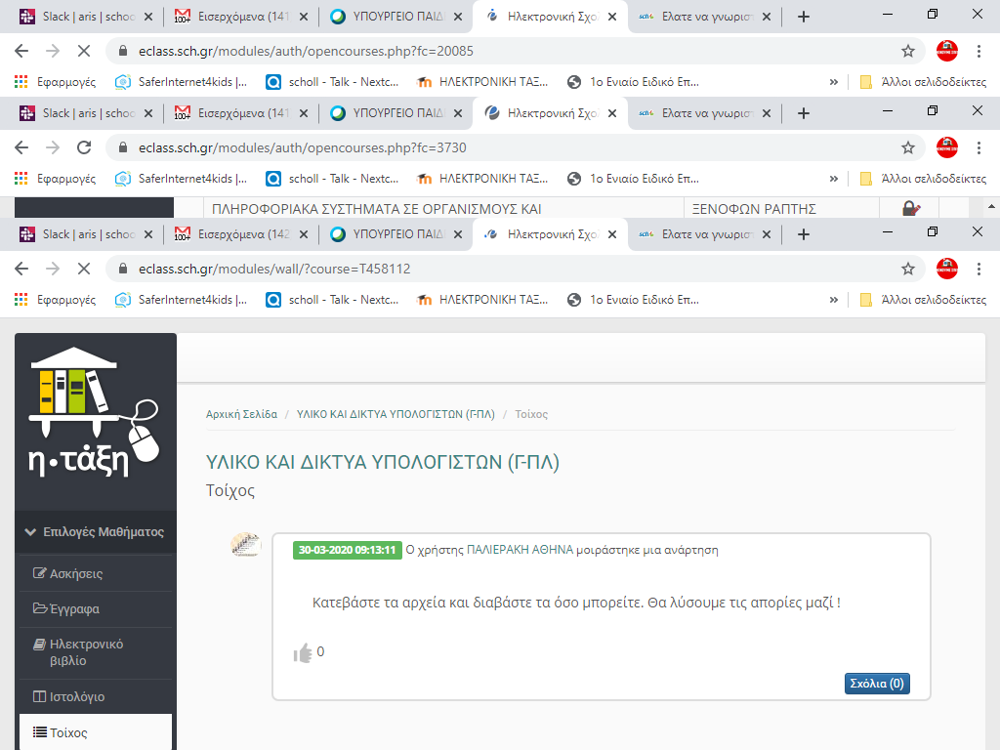 Slack | aris | schoo
Εισερχόμενα (141
ΥΠΟΥΡΓΕΙΟ ΠΑΙΔ
Ηλεκτρονική Σχο
Ελατε να γνωρισ
eclass.sch.gr/modules/auth/opencourses.php?fc=20085
Εφαρμογές
SaferInternet4kids |...
scholl - Talk - Nextc...
ΗΛΕΚΤΡΟΝΙΚΗ ΤΑΞ...
1ο Ενιαίο Ειδικό Επ...
»
Άλλοι σελιδοδείκτες
Slack | aris | schoo
Εισερχόμενα (141
ΥΠΟΥΡΓΕΙΟ ΠΑΙΔ
Ηλεκτρονική Σχο
Ελατε να γνωρισ
eclass.sch.gr/modules/auth/opencourses.php?fc=3730
Εφαρμογές
SaferInternet4kids |...
scholl - Talk - Nextc...
ΗΛΕΚΤΡΟΝΙΚΗ ΤΑΞ...
1ο Ενιαίο Ειδικό Επ...
»
Άλλοι σελιδοδείκτες
ΠΛΗΡΟΦΟΡΙΑΚΑ ΣΥΣΤΗΜΑΤΑ ΣΕ ΟΡΓΑΝΙΣΜΟΥΣ ΚΑΙ
ΞΕΝΟΦΩΝ ΡΑΠΤΗΣ
Slack | aris | schoo
Εισερχόμενα (142
ΥΠΟΥΡΓΕΙΟ ΠΑΙΔ
Ηλεκτρονική Σχο
Ελατε να γνωρισ
eclass.sch.gr/modules/wall/?course=T458112
Εφαρμογές
SaferInternet4kids |...
scholl - Talk - Nextc...
ΗΛΕΚΤΡΟΝΙΚΗ ΤΑΞ...
1ο Ενιαίο Ειδικό Επ...
»
Άλλοι σελιδοδείκτες
η·τάξη
Επιλογές Μαθήματος
Ασκήσεις
Έγγραφα
Ηλεκτρονικό
βιβλίο
Ιστολόγιο
Τοίχος
Αρχική Σελίδα / ΥΛΙΚΟ ΚΑΙ ΔΙΚΤΥΑ ΥΠΟΛΟΓΙΣΤΩΝ (Γ-ΠΛ) / Τοίχος
ΥΛΙΚΟ ΚΑΙ ΔΙΚΤΥΑ ΥΠΟΛΟΓΙΣΤΩΝ (Γ-ΠΛ)
Τοίχος
30-03-2020 09:13:11 Ο χρήστης ΠΑΛΙΕΡΑΚΗ ΑΘΗΝΑ μοιράστηκε μια ανάρτηση
Κατεβάστε τα αρχεία και διαβάστε τα όσο μπορείτε. Θα λύσουμε τις απορίες μαζί !
0
Σχόλια (0)